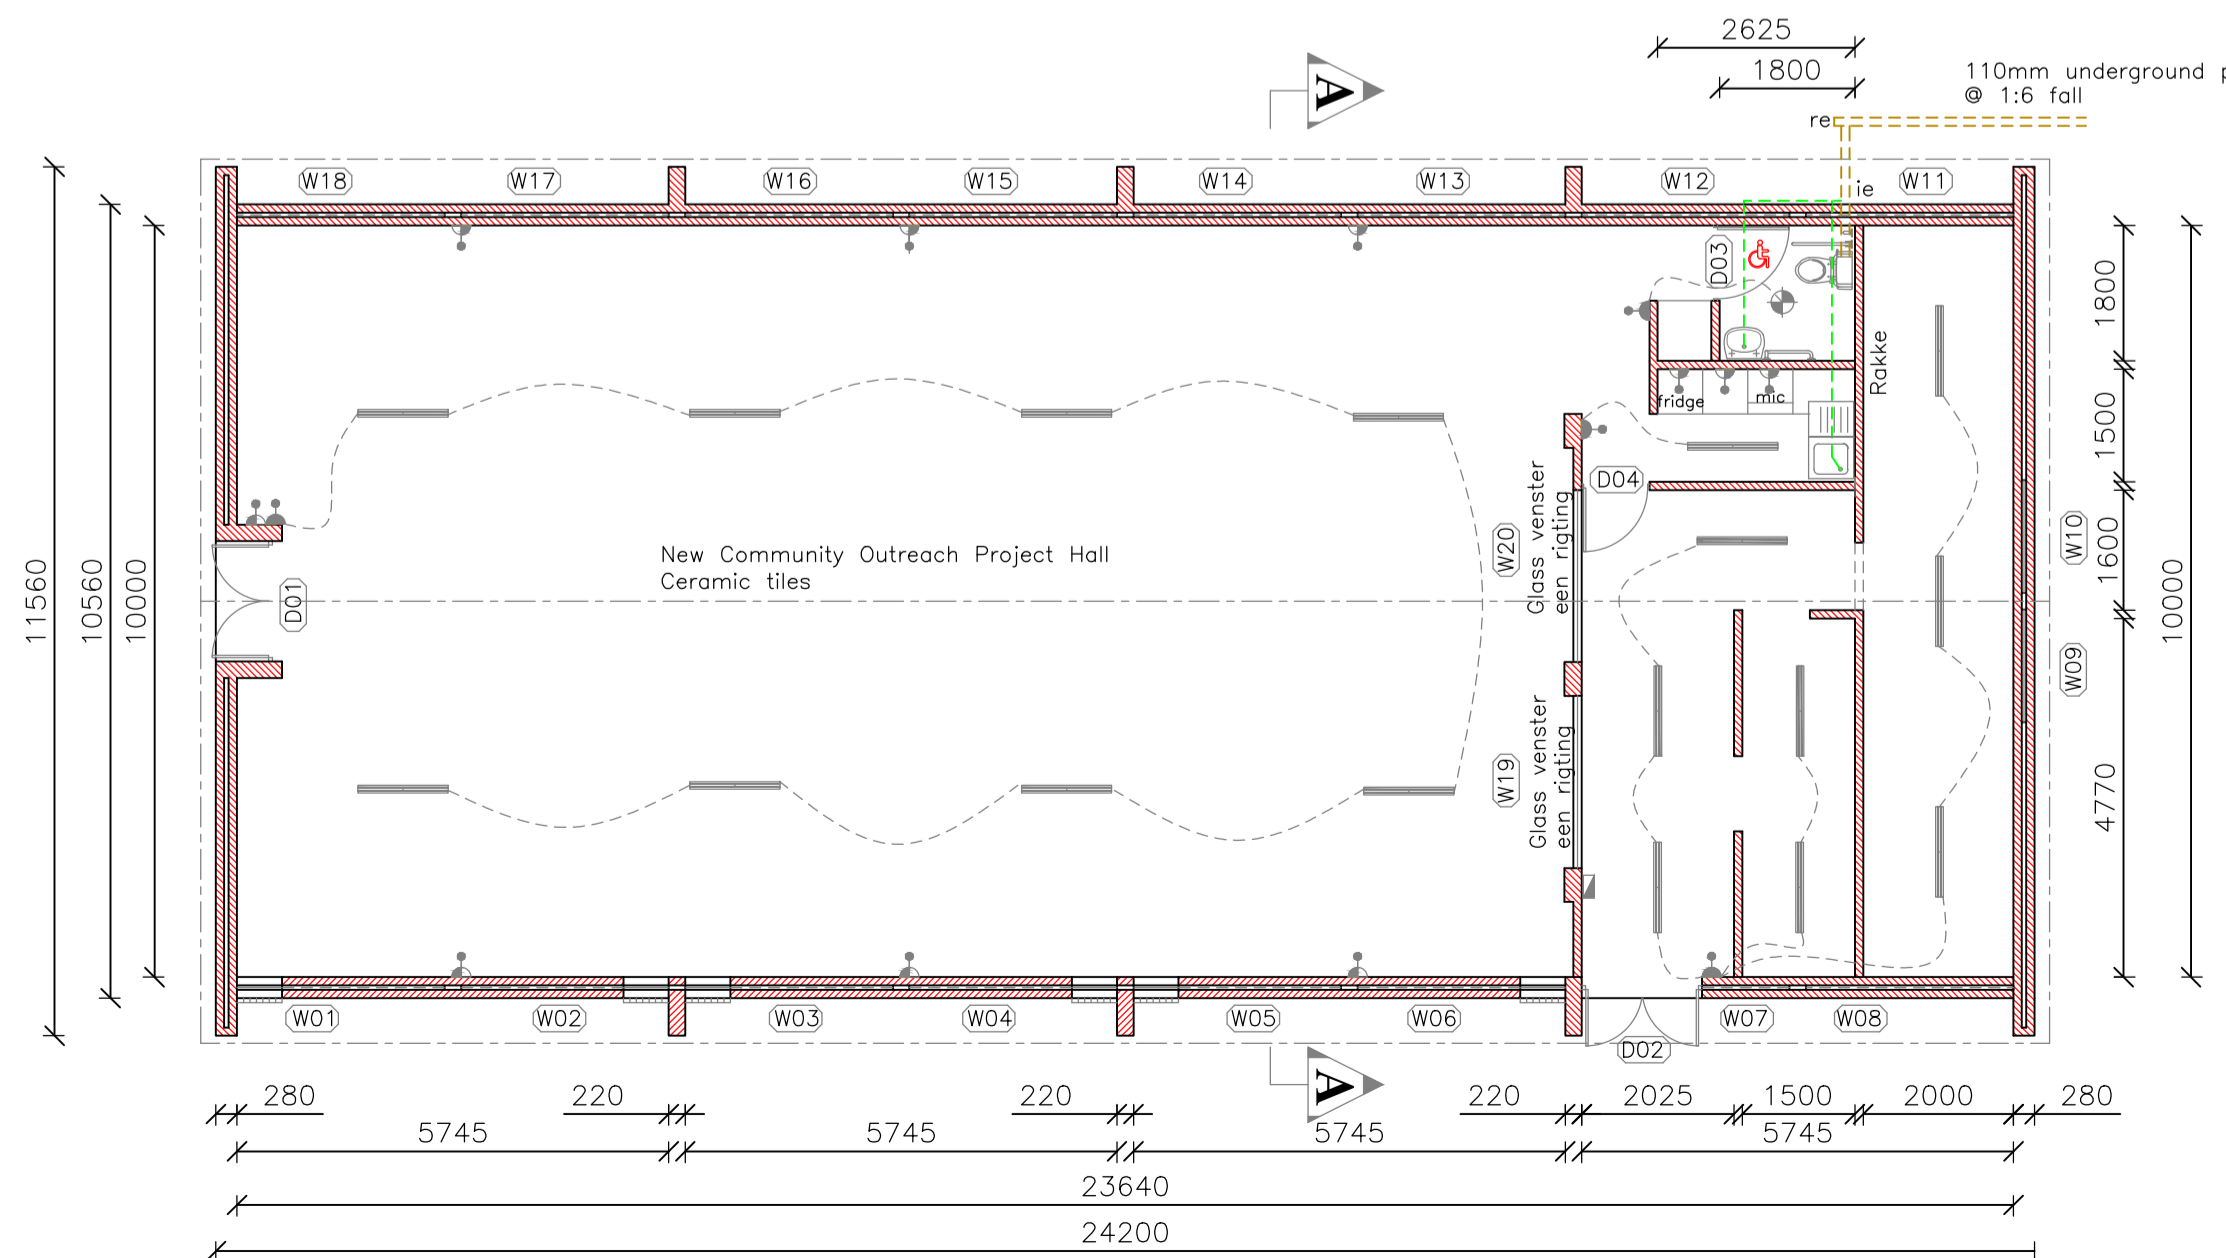 2625
1800
110mm underground p
@ 1:6 fall
re
A
W18
W17
W16
W15
W14
W13
W12
ie
W11
D03
Rakke
fridge
mic
D04
Glass venster
een rigting
W20
New Community Outreach Project Hall
Ceramic tiles
D01
W10
W09
Glass venster
een rigting
W19
11560
10560
10000
1800
1500
1600
4770
10000
W01
W02
W03
W04
W05
W06
W07
W08
D02
A
280
220
220
220
2025
1500
2000
280
5745
5745
5745
5745
23640
24200